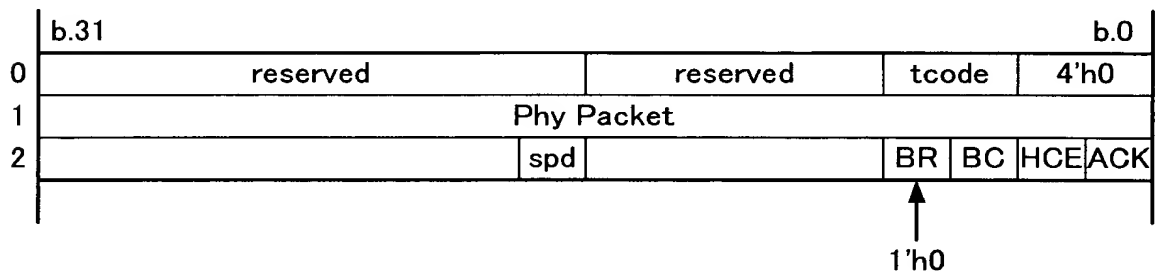 b.31 b.0
0 reserved reserved tcode 4'h0
1 Phy Packet
2 spd BR BC HCE ACK
1'h0